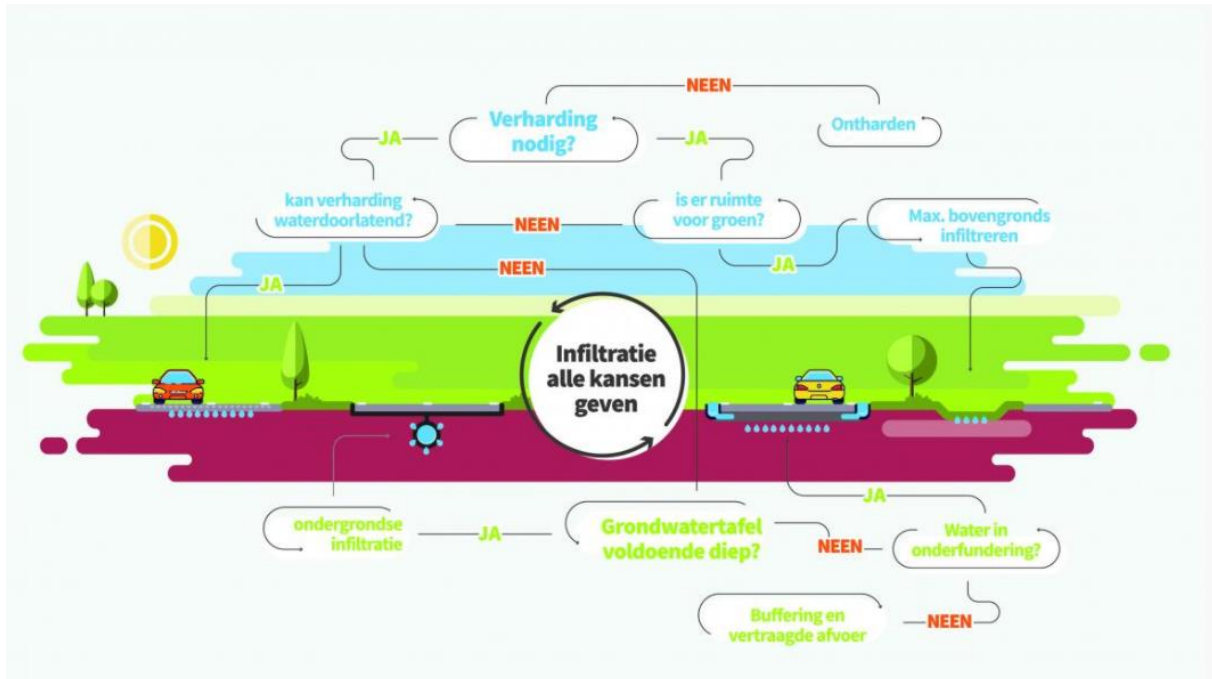 NEEN
Verharding
nodig?
Ontharden
JA
JA
kan verharding
waterdoorlatend?
NEEN
is er ruimte
voor groen?
Max. bovengronds
infiltreren
NEEN
JA
JA
Infiltratie
alle kansen
geven
JA
ondergrondse
infiltratie
JA
Grondwatertafel
voldoende diep?
NEEN
Water in
onderfundering?
Buffering en
vertraagde afvoer
NEEN